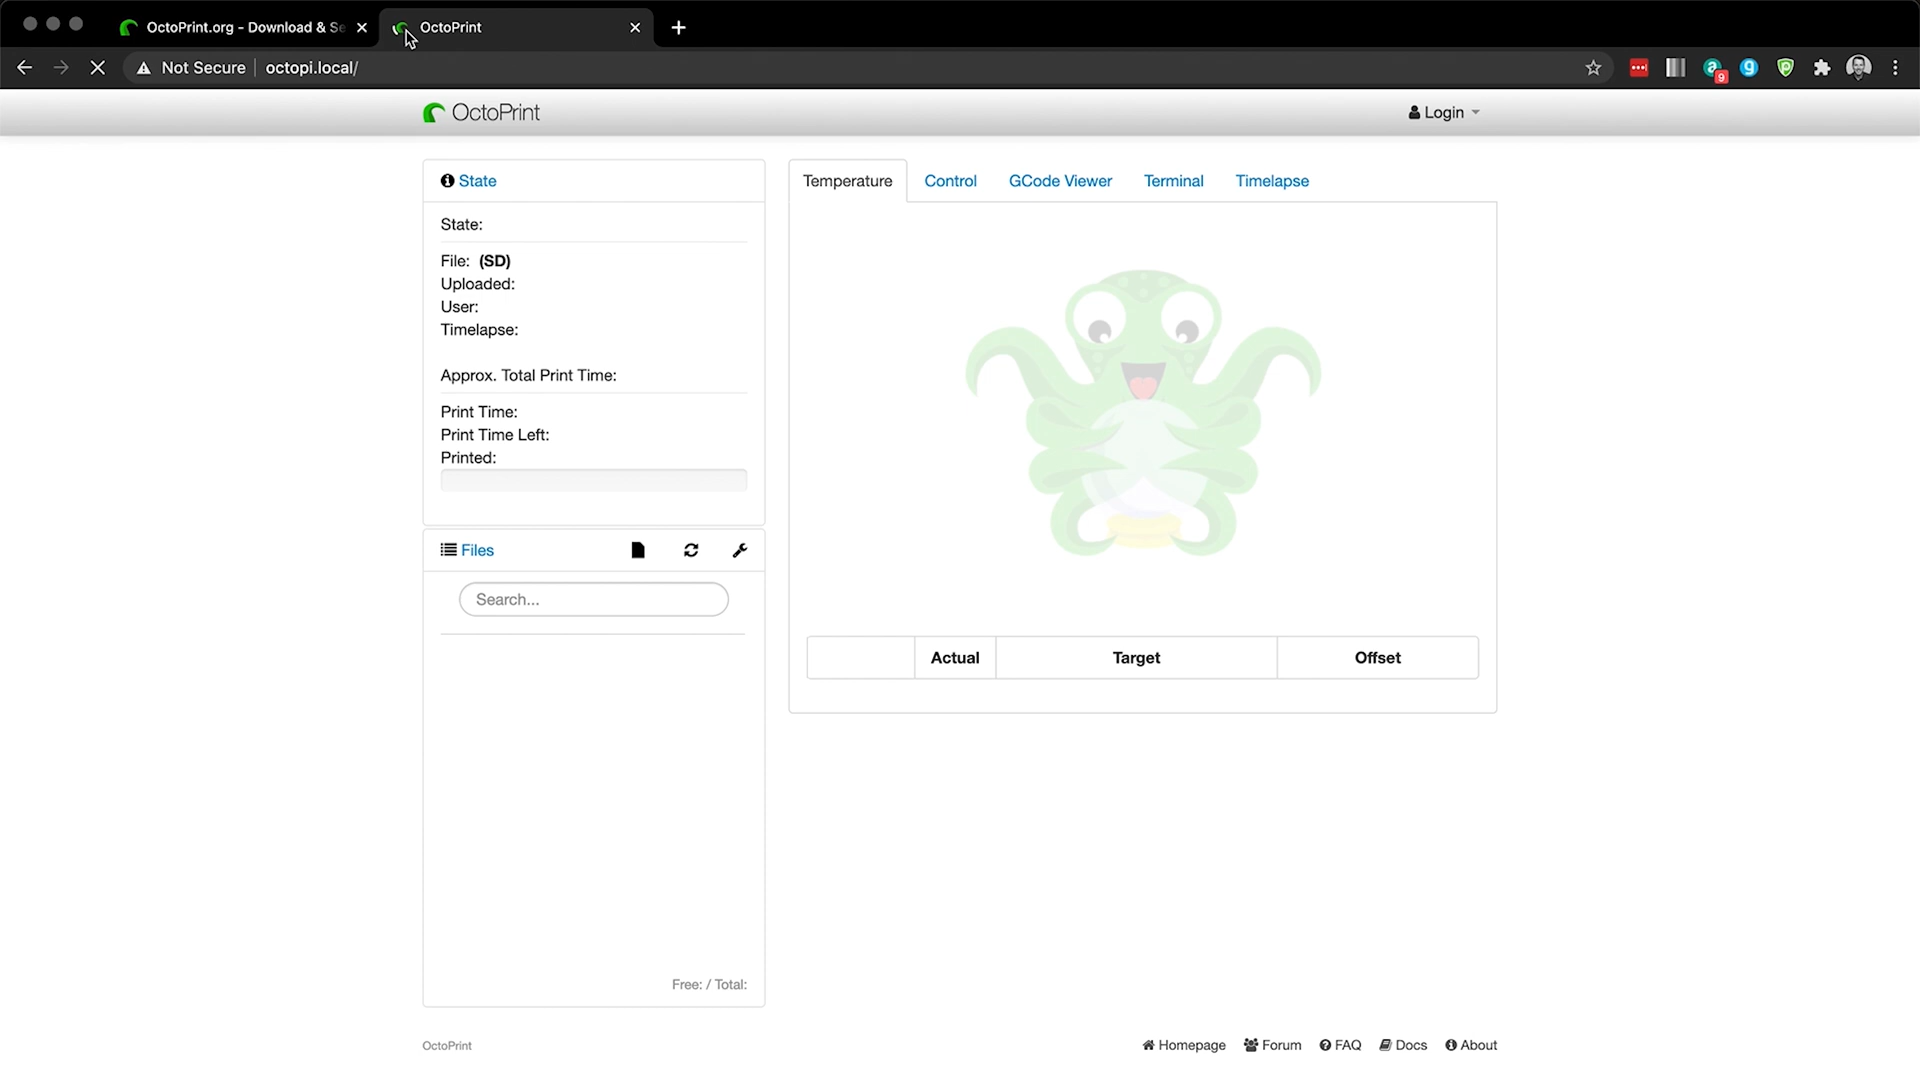 OctoPrint.org - Download & Se
OctoPrint
Not Secure
octopi.local/
9
OctoPrint
Login
State
State:
File: (SD)
Uploaded:
User:
Timelapse:
Approx. Total Print Time:
Print Time:
Print Time Left:
Printed:
Files
Search...
Free: / Total:
Temperature
Control
GCode Viewer
Terminal
Timelapse
Actual
Target
Offset
OctoPrint
Homepage
Forum
FAQ
Docs
About